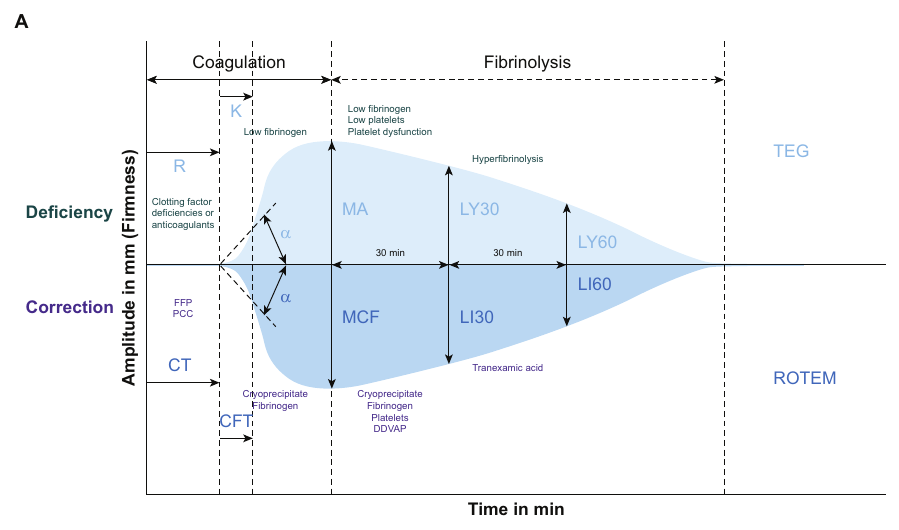 A
Coagulation
Fibrinolysis
K
Low fibrinogen
Low fibrinogen
Low platelets
Platelet dysfunction
R
Hyperfibrinolysis
TEG
Clotting factor
deficiencies or
anticoagulants
Deficiency
α
MA
LY30
LY60
30 min
30 min
Amplitude in mm (Firmness)
Correction
FFP
PCC
α
MCF
LI30
LI60
CT
Tranexamic acid
ROTEM
Cryoprecipitate
Fibrinogen
Cryoprecipitate
Fibrinogen
Platelets
DDVAP
CFT
Time in min